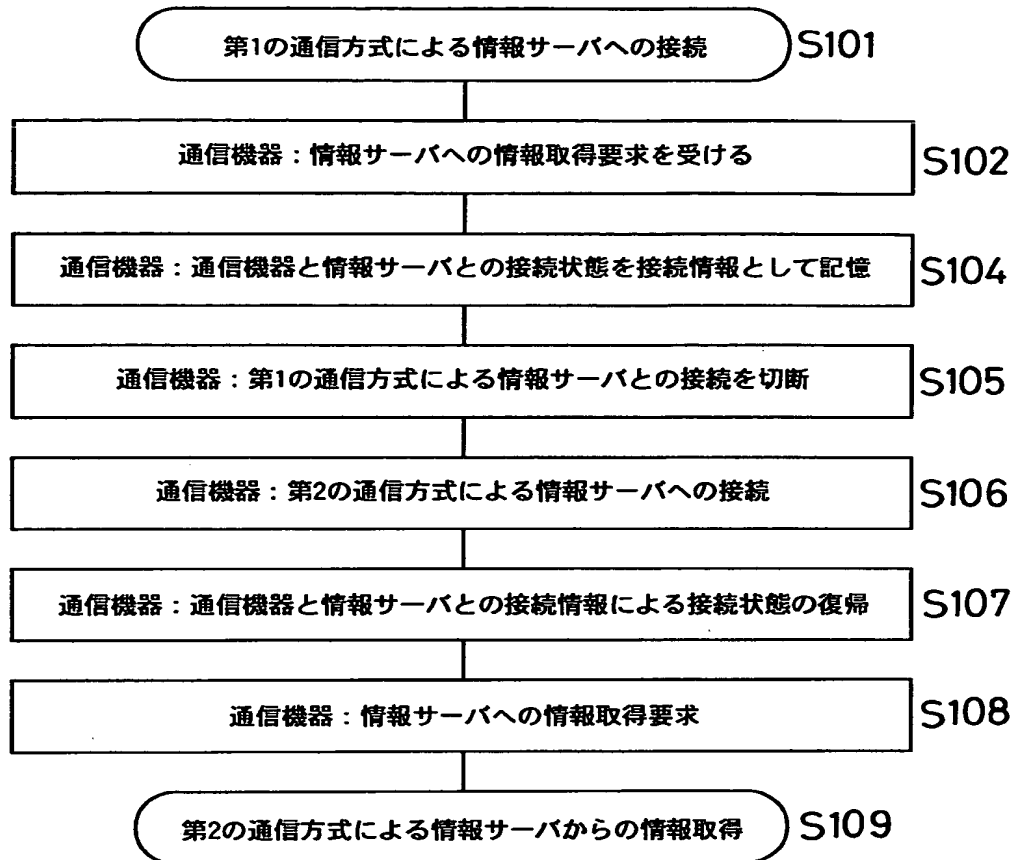 第1の通信方式による情報サーバへの接続 S101
通信機器：情報サーバへの情報取得要求を受ける S102
通信機器：通信機器と情報サーバとの接続状態を接続情報として記憶 S104
通信機器：第1の通信方式による情報サーバとの接続を切断 S105
通信機器：第2の通信方式による情報サーバへの接続 S106
通信機器：通信機器と情報サーバとの接続情報による接続状態の復帰 S107
通信機器：情報サーバへの情報取得要求 S108
第2の通信方式による情報サーバからの情報取得 S109